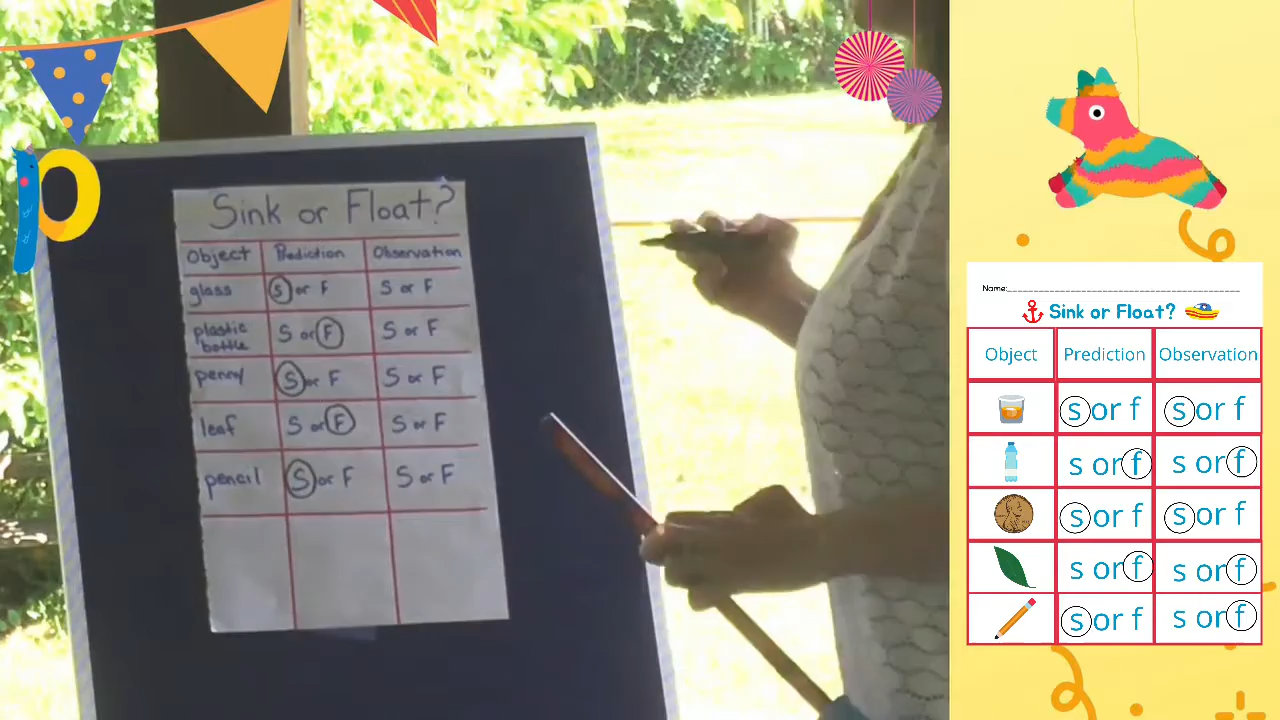 Sink or Float?
Object Prediction Observation
glass S or F S or F
plastic bottle S or F S or F
penny S or F S or F
leaf S or F S or F
pencil S or F S or F
Name:
Sink or Float?
Object Prediction Observation
s or f s or f
s or f s or f
s or f s or f
s or f s or f
s or f s or f